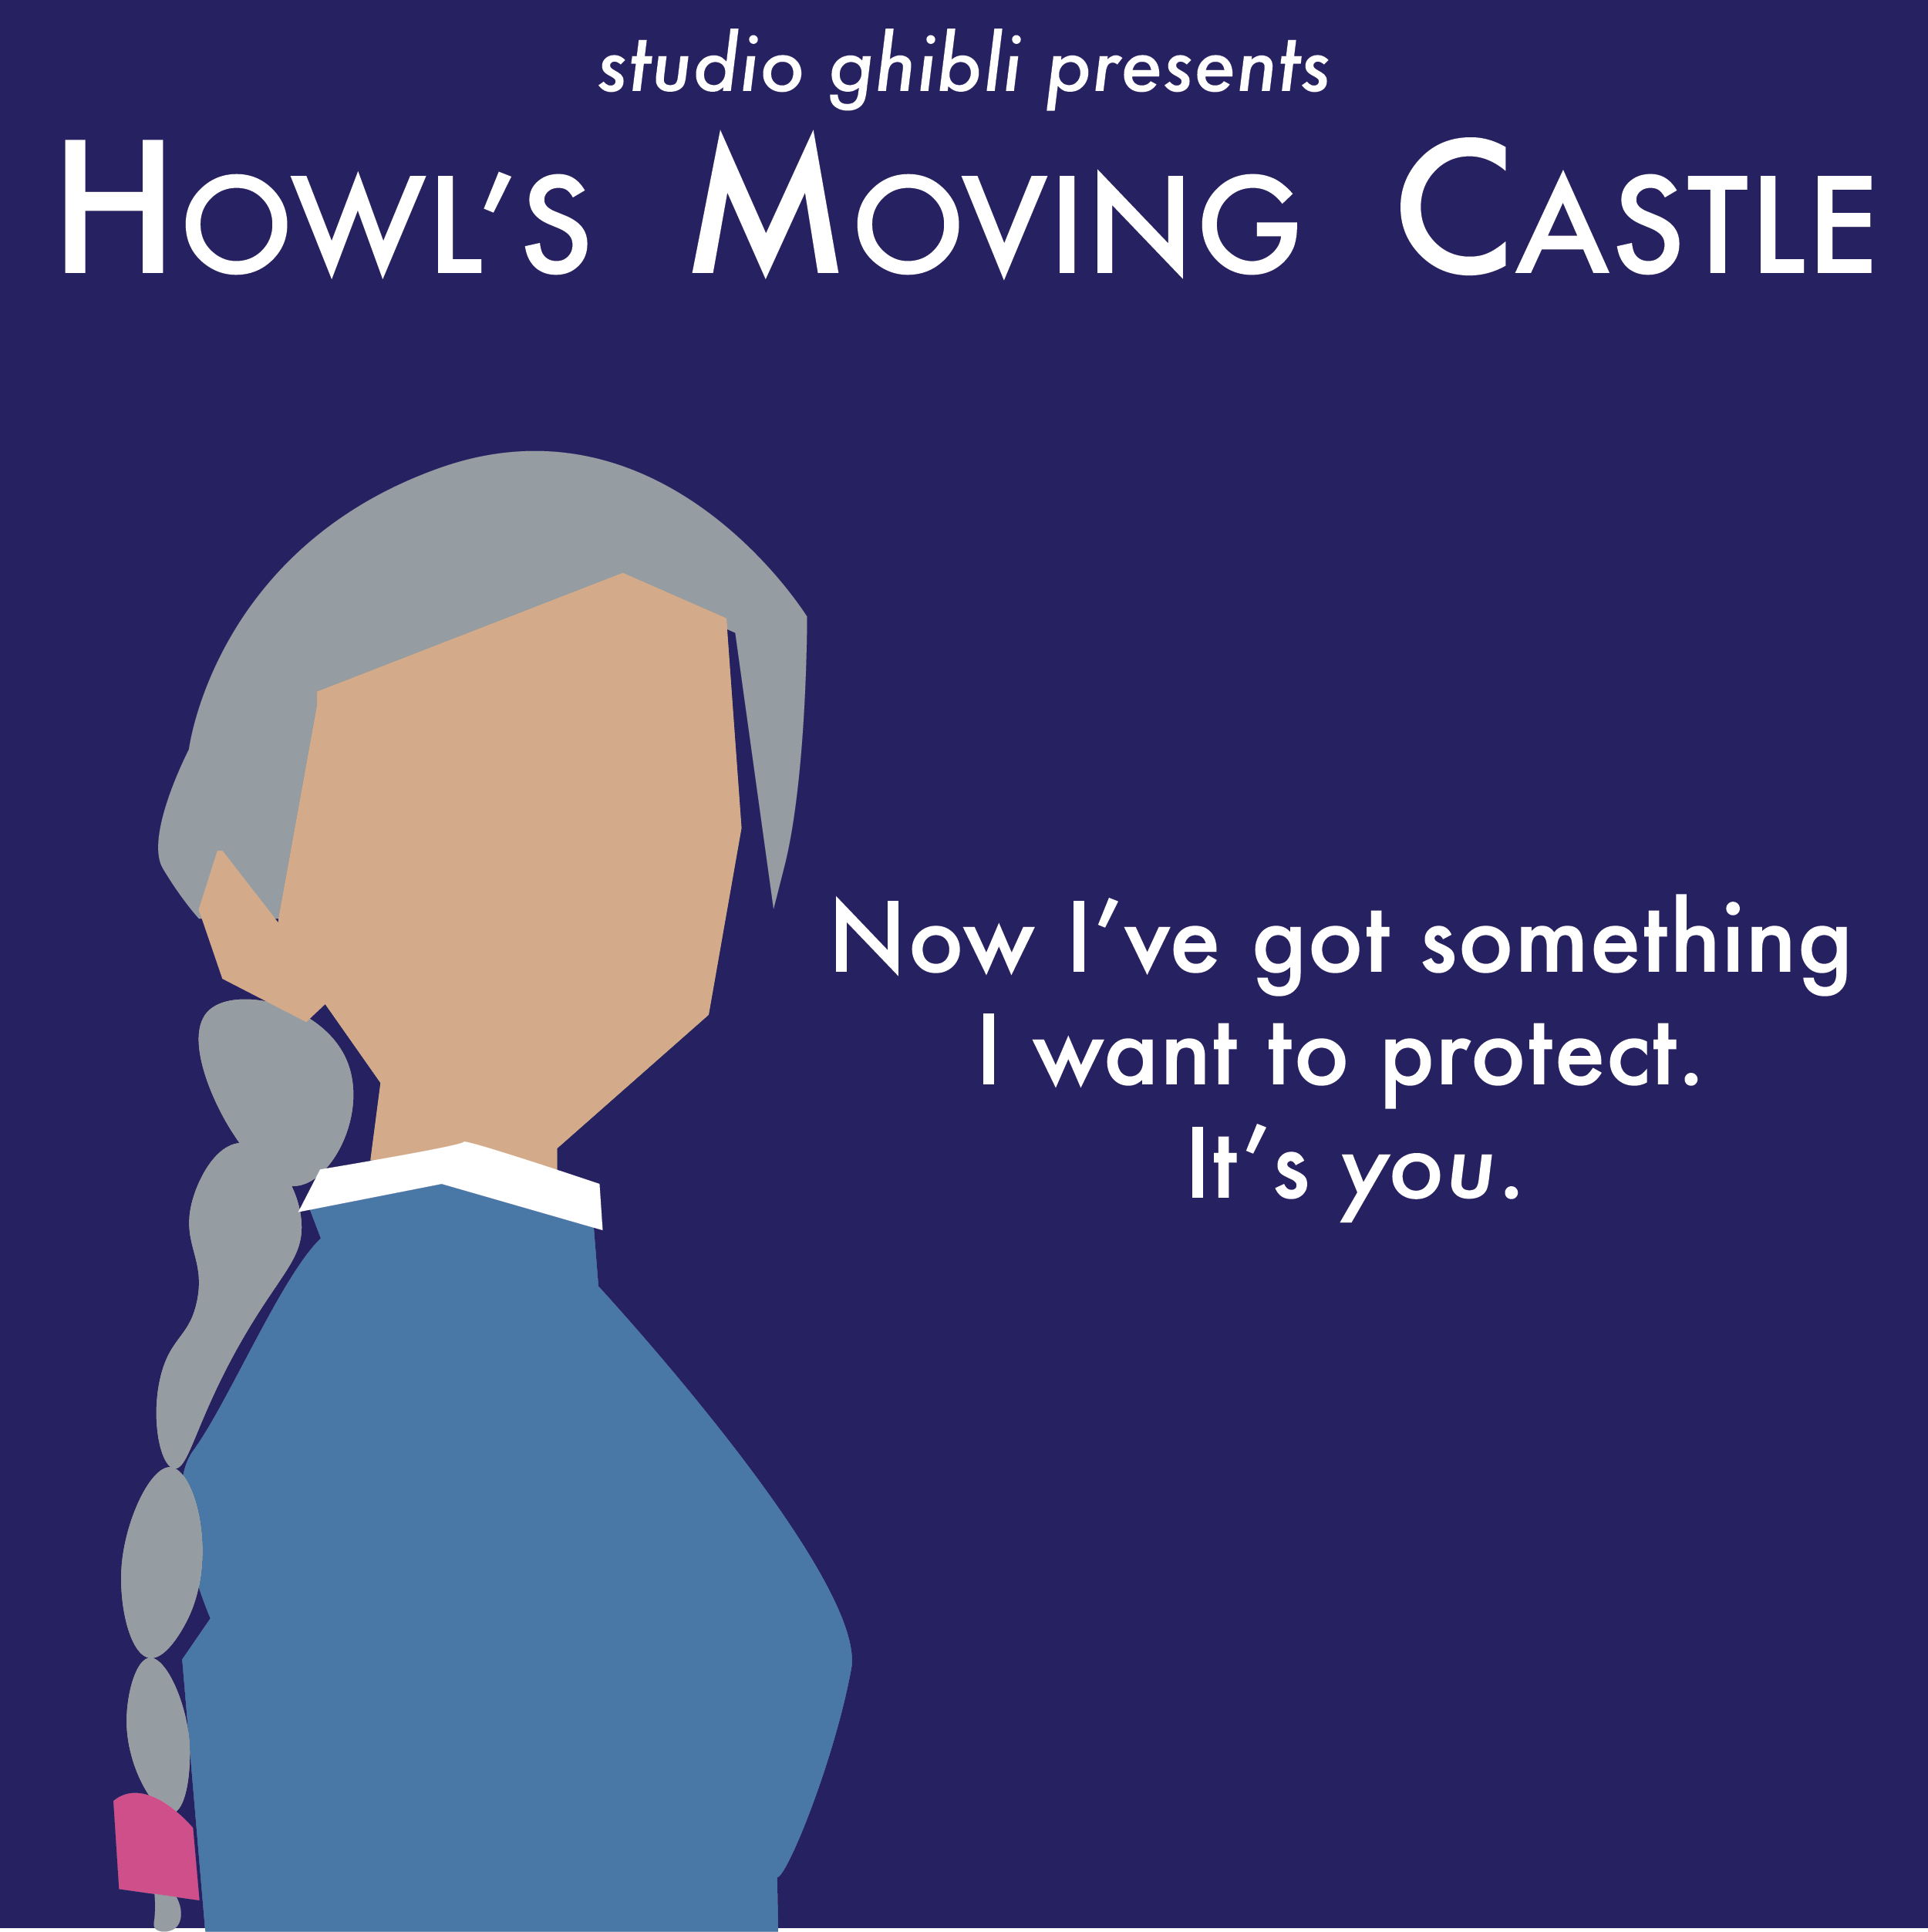 studio ghibli presents
HOWL'S MOVING CASTLE
Now I've got something
I want to protect.
It's you.